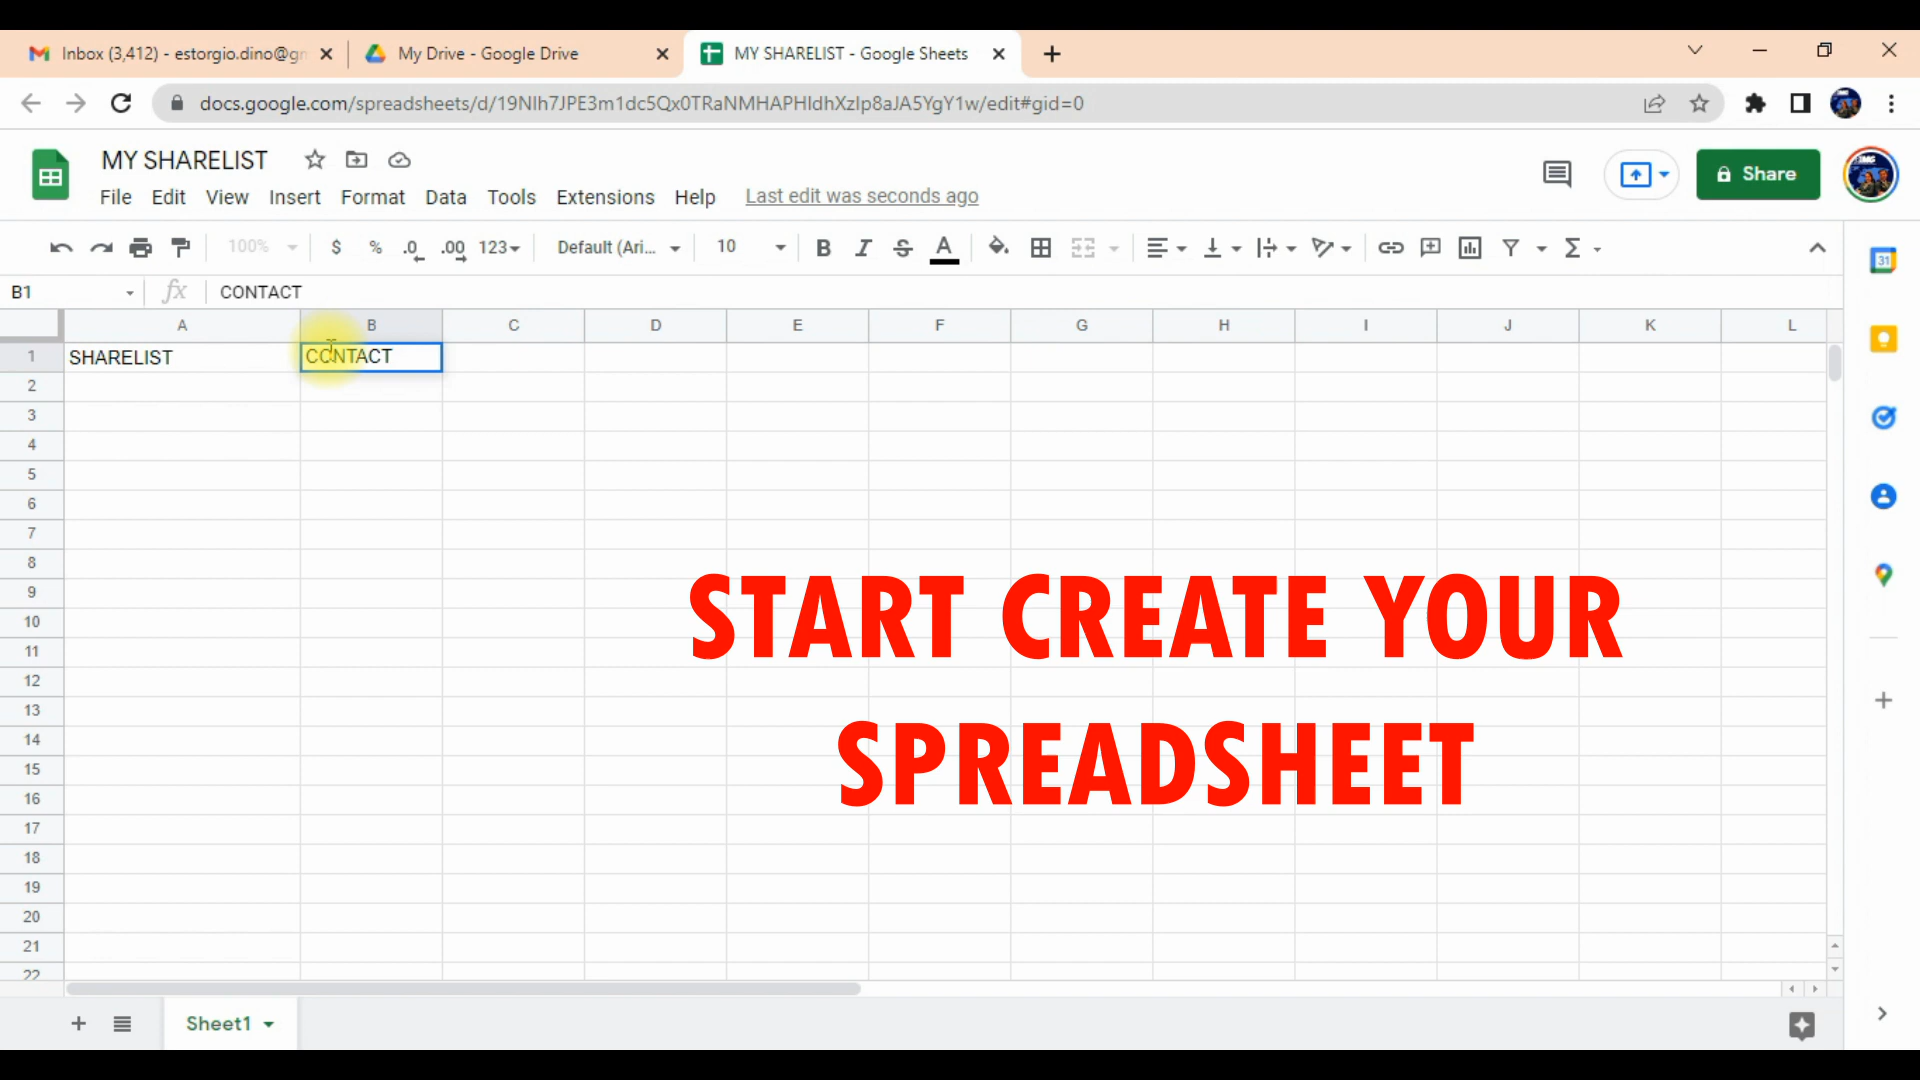 Inbox (3,412) - estorgio.dino@gm
My Drive - Google Drive
MY SHARELIST - Google Sheets
docs.google.com/spreadsheets/d/19NIh7JPE3m1dc5Qx0TRaNMHAPHIdhXzIp8aJA5YgY1w/edit#gid=0
MY SHARELIST
File Edit View Insert Format Data Tools Extensions Help Last edit was seconds ago
Share
100% $ % .0 .00 123 Default (Ari... 10 B I S A
B1 fx CONTACT
A B C D E F G H I J K L
1 SHARELIST CONTACT
2
3
4
5
6
7
8
9
10
11
12
13
14
15
16
17
18
19
20
21
22
START CREATE YOUR
SPREADSHEET
Sheet1
31